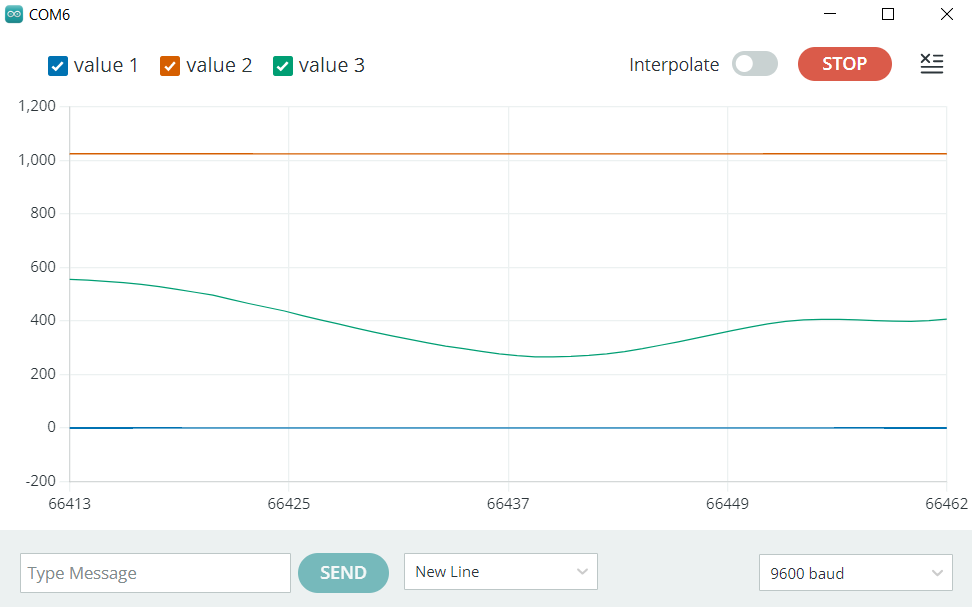 COM6
value 1 value 2 value 3 Interpolate STOP
1,200
1,000
800
600
400
200
0
-200
66413 66425 66437 66449 66462
Type Message SEND New Line 9600 baud